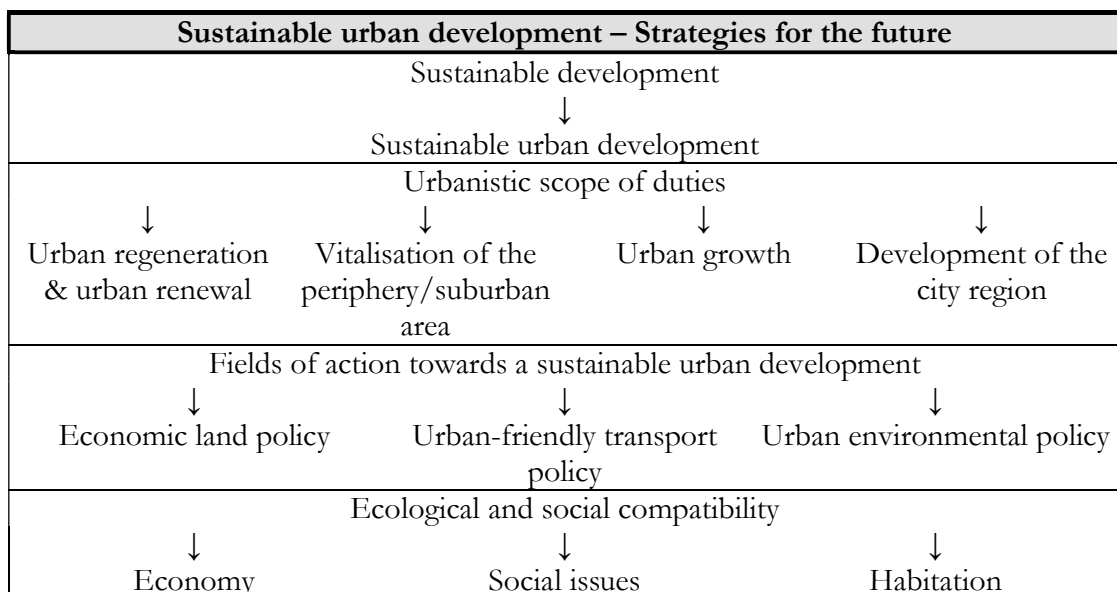 Sustainable urban development – Strategies for the future
Sustainable development
↓
Sustainable urban development
Urbanistic scope of duties
↓ ↓ ↓ ↓
Urban regeneration Vitalisation of the Urban growth Development of the
& urban renewal periphery/suburban city region
area
Fields of action towards a sustainable urban development
↓ ↓ ↓
Economic land policy Urban-friendly transport Urban environmental policy
policy
Ecological and social compatibility
↓ ↓ ↓
Economy Social issues Habitation